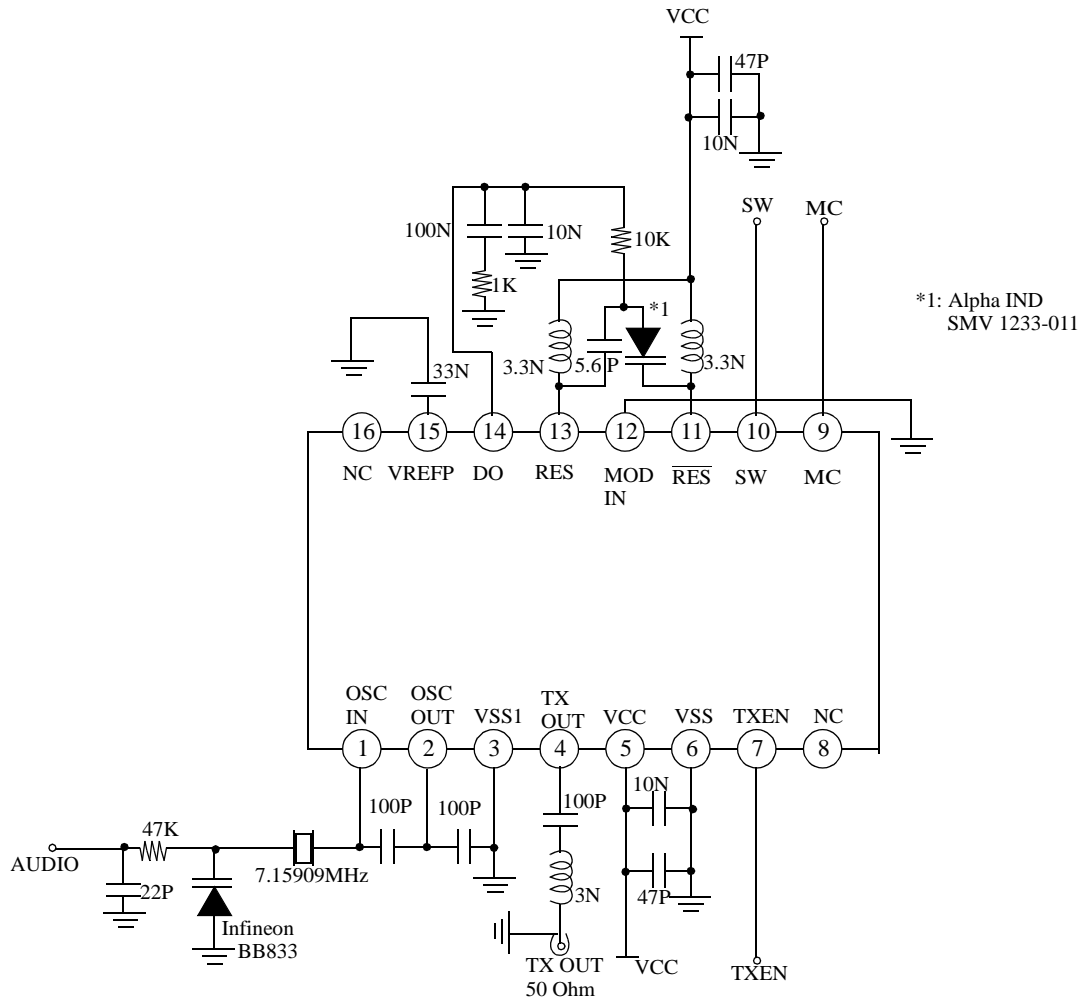 VCC
47P
10N
SW
MC
100N
10N
10K
1K
*1
*1: Alpha IND
SMV 1233-011
33N
3.3N
5.6 P
3.3N
16
15
14
13
12
11
10
9
NC
VREFP
DO
RES
MOD
IN
RES
SW
MC
OSC
IN
OSC
OUT
VSS1
TX
OUT
VCC
VSS
TXEN
NC
1
2
3
4
5
6
7
8
10N
100P
100P
100P
47K
AUDIO
7.15909MHz
22P
3N
47P
Infineon
BB833
TX OUT
50 Ohm
VCC
TXEN